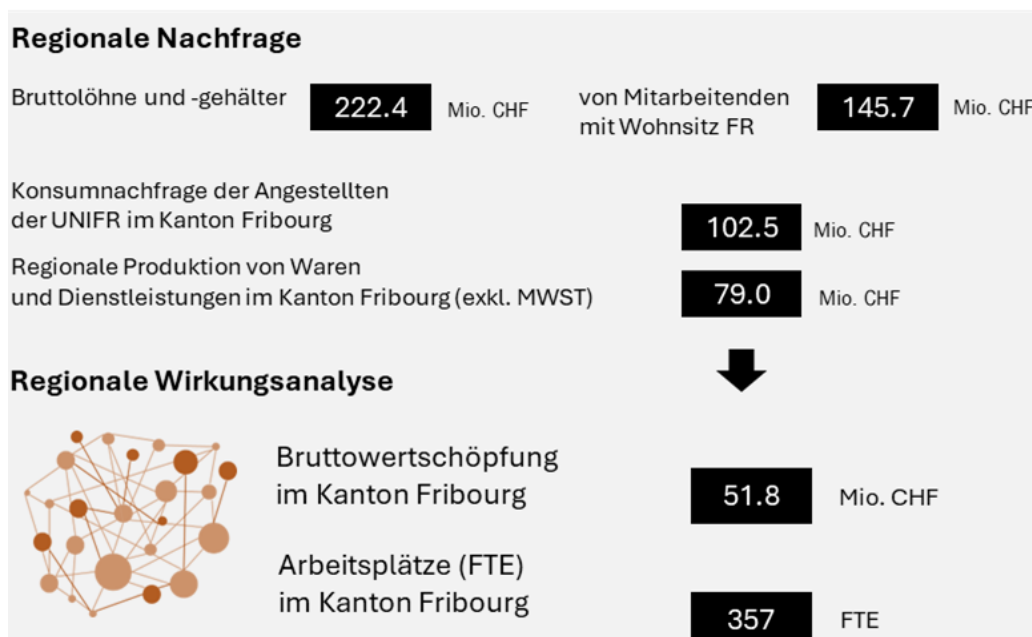 Regionale Nachfrage
Bruttolöhne und -gehälter 222.4 Mio. CHF von Mitarbeitenden
mit Wohnsitz FR 145.7 Mio. CHF
Konsumnachfrage der Angestellten
der UNIFR im Kanton Fribourg 102.5 Mio. CHF
Regionale Produktion von Waren
und Dienstleistungen im Kanton Fribourg (exkl. MWST) 79.0 Mio. CHF
Regionale Wirkungsanalyse
Bruttowertschöpfung
im Kanton Fribourg 51.8 Mio. CHF
Arbeitsplätze (FTE)
im Kanton Fribourg 357 FTE